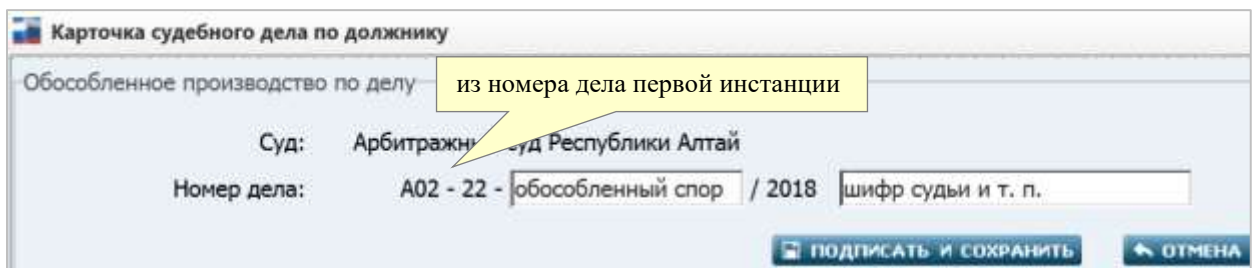 Карточка судебного дела по должнику
Обособленное производство по делу
из номера дела первой инстанции
Суд: Арбитражный суд Республики Алтай
Номер дела: А02 - 22 - обособленный спор / 2018 шифр судьи и т. п.
ПОДПИСАТЬ И СОХРАНИТЬ ОТМЕНА